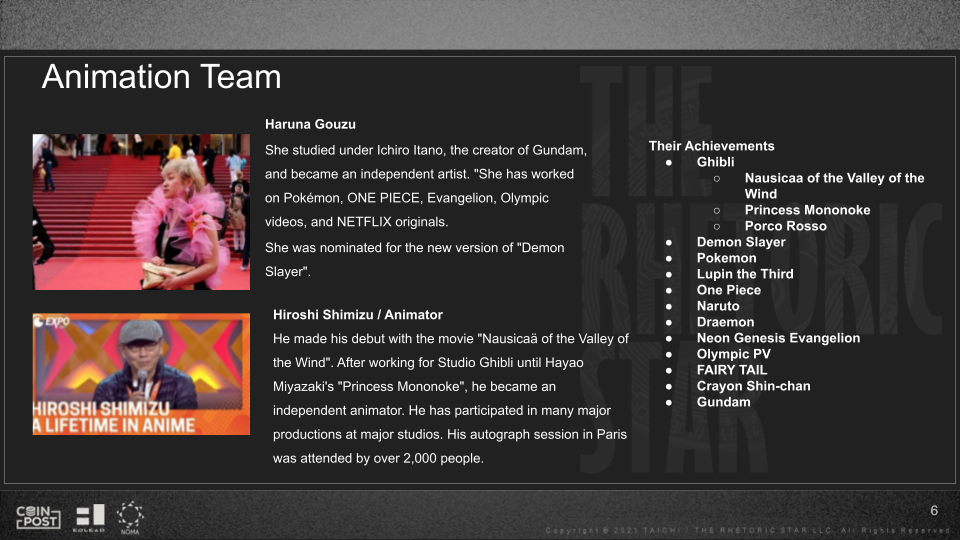 Animation Team
Haruna Gouzu
She studied under Ichiro Itano, the creator of Gundam,
and became an independent artist. "She has worked
on Pokémon, ONE PIECE, Evangelion, Olympic
videos, and NETFLIX originals.
She was nominated for the new version of "Demon
Slayer".
EXPO
HIROSHI SHIMIZU
A LIFETIME IN ANIME
Hiroshi Shimizu / Animator
He made his debut with the movie "Nausicaä of the Valley of
the Wind". After working for Studio Ghibli until Hayao
Miyazaki's "Princess Mononoke", he became an
independent animator. He has participated in many major
productions at major studios. His autograph session in Paris
was attended by over 2,000 people.
Their Achievements
● Ghibli
○ Nausicaa of the Valley of the
Wind
○ Princess Mononoke
○ Porco Rosso
● Demon Slayer
● Pokemon
● Lupin the Third
● One Piece
● Naruto
● Draemon
● Neon Genesis Evangelion
● Olympic PV
● FAIRY TAIL
● Crayon Shin-chan
● Gundam
THE
RHETORIC
STAR
COIN
POST
EOLEAD
NOMA
6
Copyright © 2021 TAICHI / THE RHETORIC STAR LLC. All Rights Reserved.